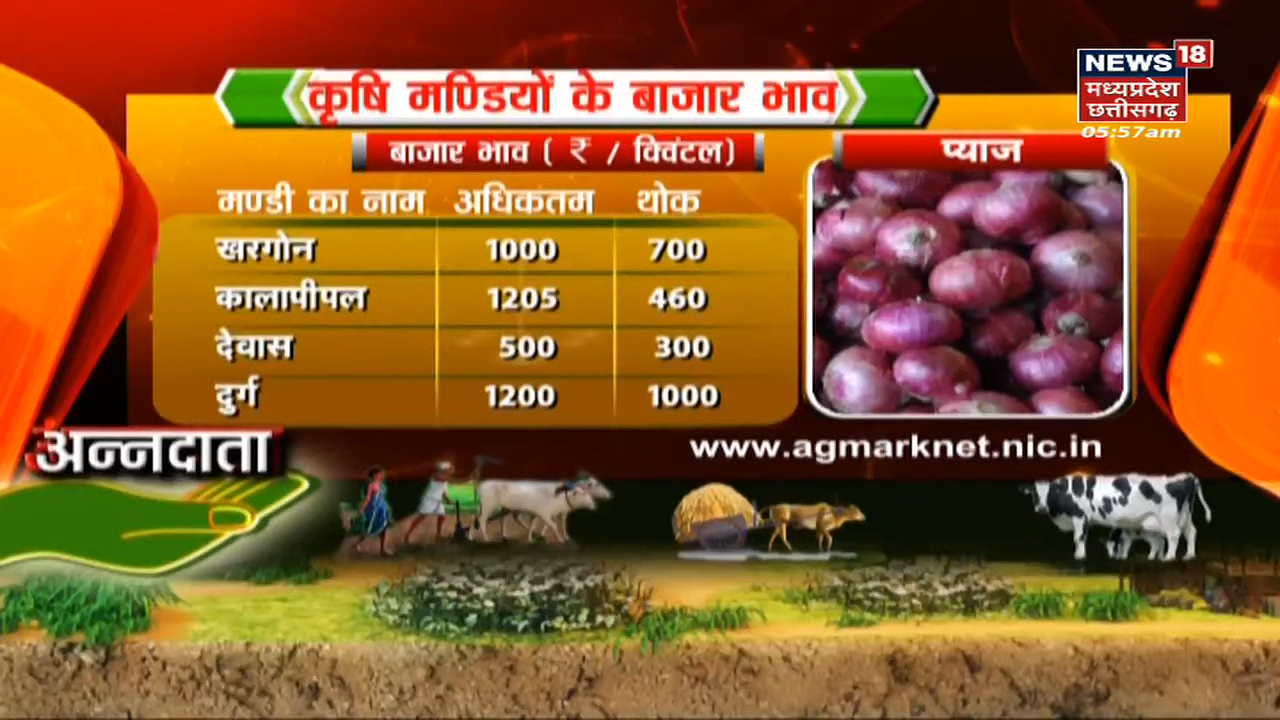 कृषि मण्डियों के बाजार भाव
NEWS 18
मध्यप्रदेश
छत्तीसगढ़
05:57am
बाजार भाव ( ₹ / क्विंटल)
प्याज
मण्डी का नाम अधिकतम थोक
खरगोन 1000 700
कालापीपल 1205 460
देवास 500 300
दुर्ग 1200 1000
अन्नदाता
www.agmarknet.nic.in